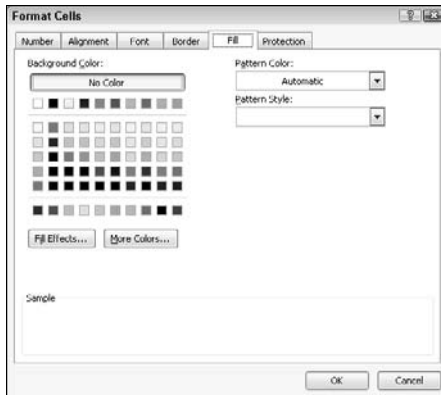 Format Cells
Number Alignment Font Border Fill Protection
Background Color:
No Color
Pattern Color:
Automatic
Pattern Style:
Fill Effects... More Colors...
Sample
OK Cancel